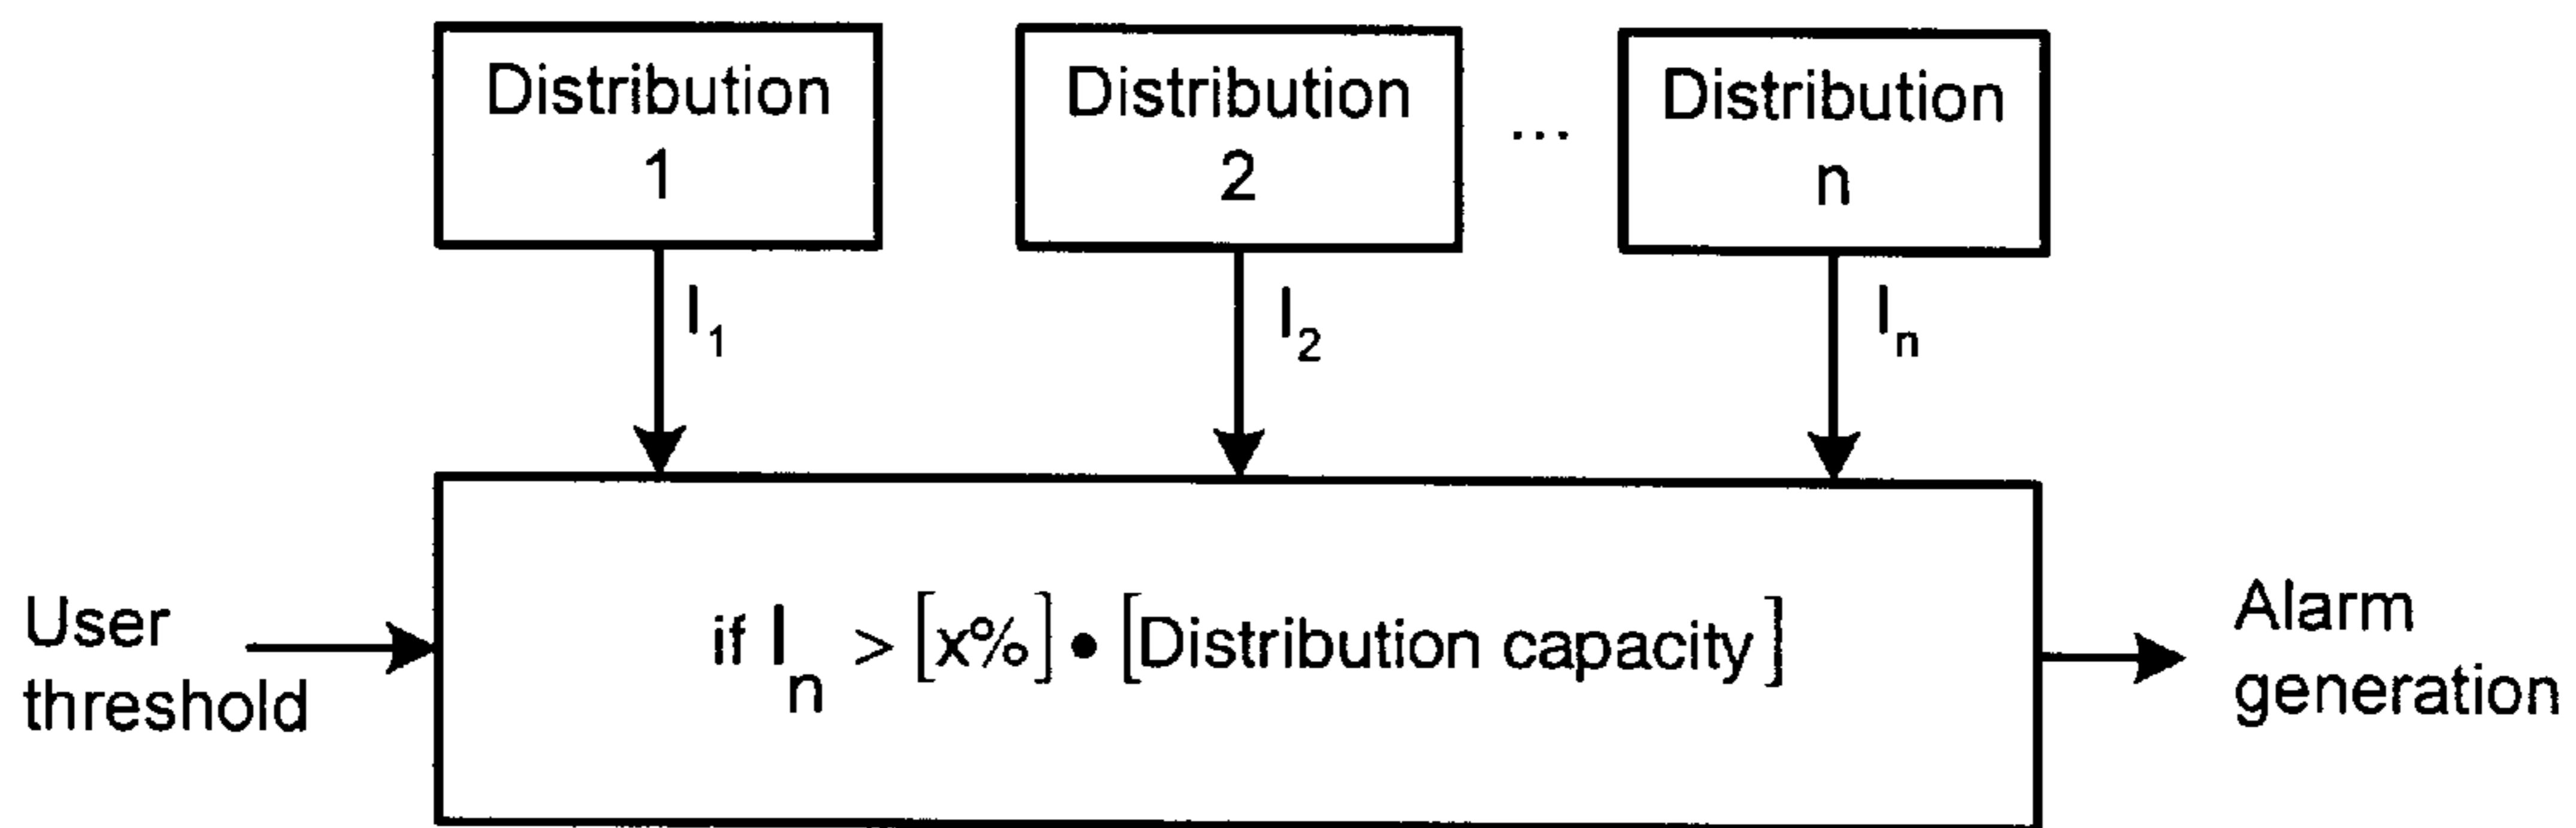 Distribution
1
Distribution
2
...
Distribution
n
I₁
I₂
Iₙ
User
threshold
if Iₙ > [x%] • [Distribution capacity]
Alarm
generation